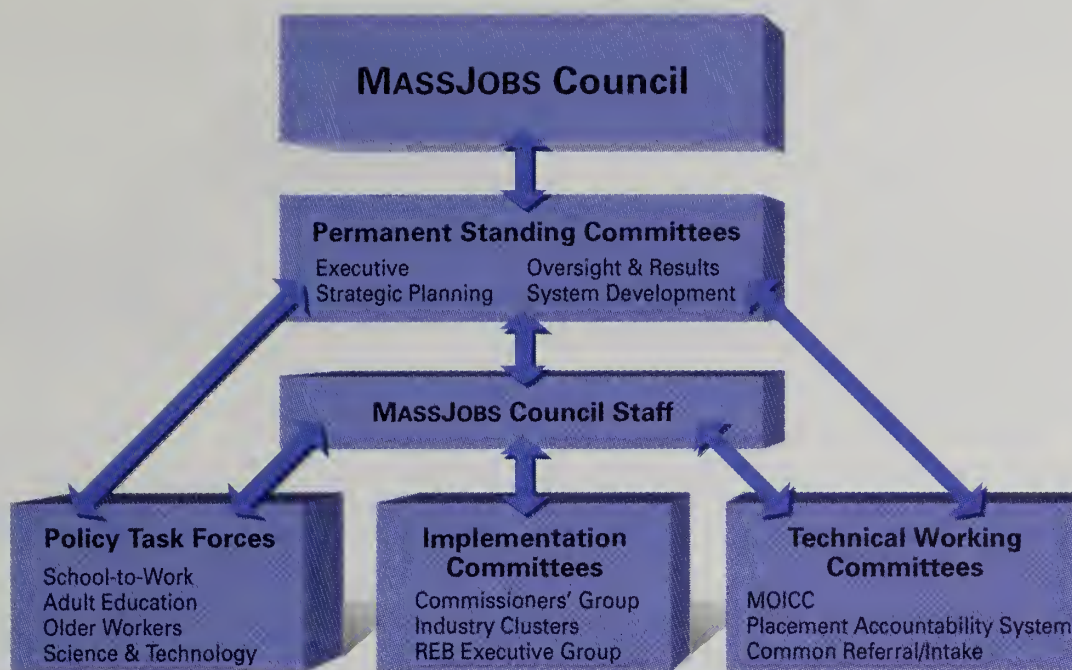 MASSJOBS Council
Permanent Standing Committees
Executive
Strategic Planning
Oversight & Results
System Development
MASSJOBS Council Staff
Policy Task Forces
School-to-Work
Adult Education
Older Workers
Science & Technology
Implementation
Committees
Commissioners' Group
Industry Clusters
REB Executive Group
Technical Working
Committees
MOICC
Placement Accountability System
Common Referral/Intake